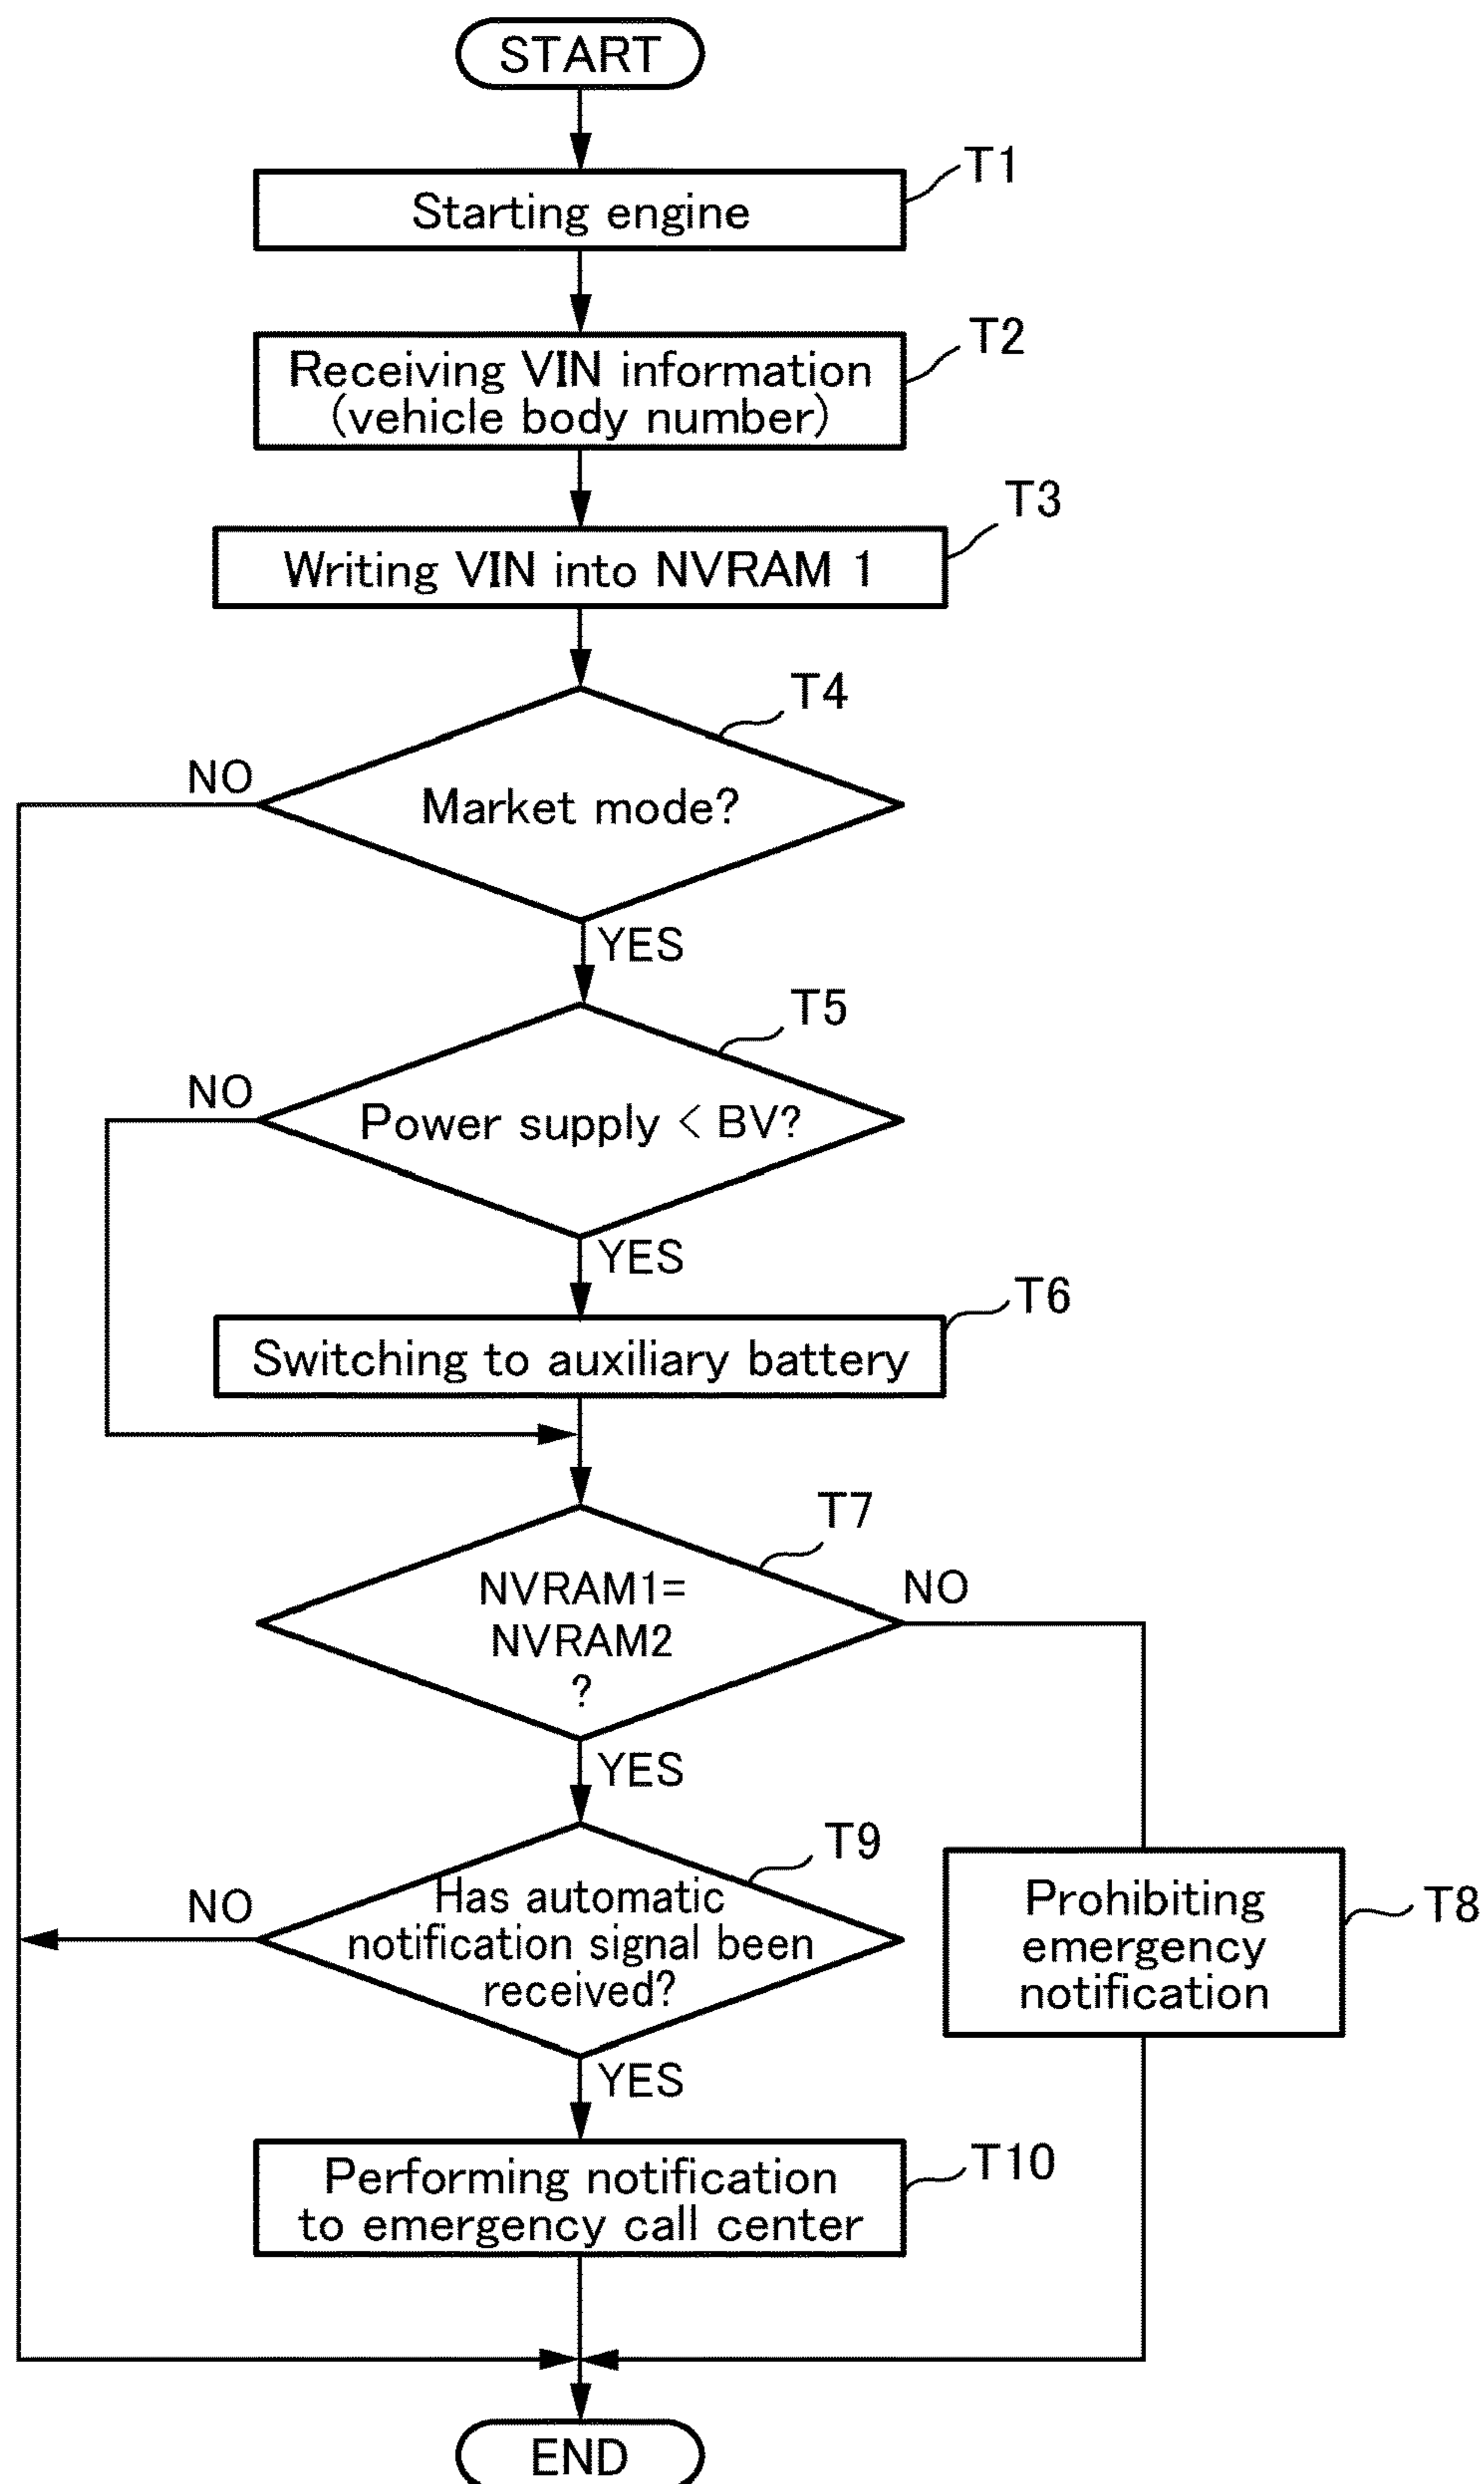 START
T1
Starting engine
T2
Receiving VIN information
(vehicle body number)
T3
Writing VIN into NVRAM 1
T4
NO
Market mode?
YES
T5
NO
Power supply < BV?
YES
T6
Switching to auxiliary battery
T7
NVRAM1=
NVRAM2
?
NO
YES
T9
NO
Has automatic
notification signal been
received?
Prohibiting
emergency
notification
T8
YES
T10
Performing notification
to emergency call center
END